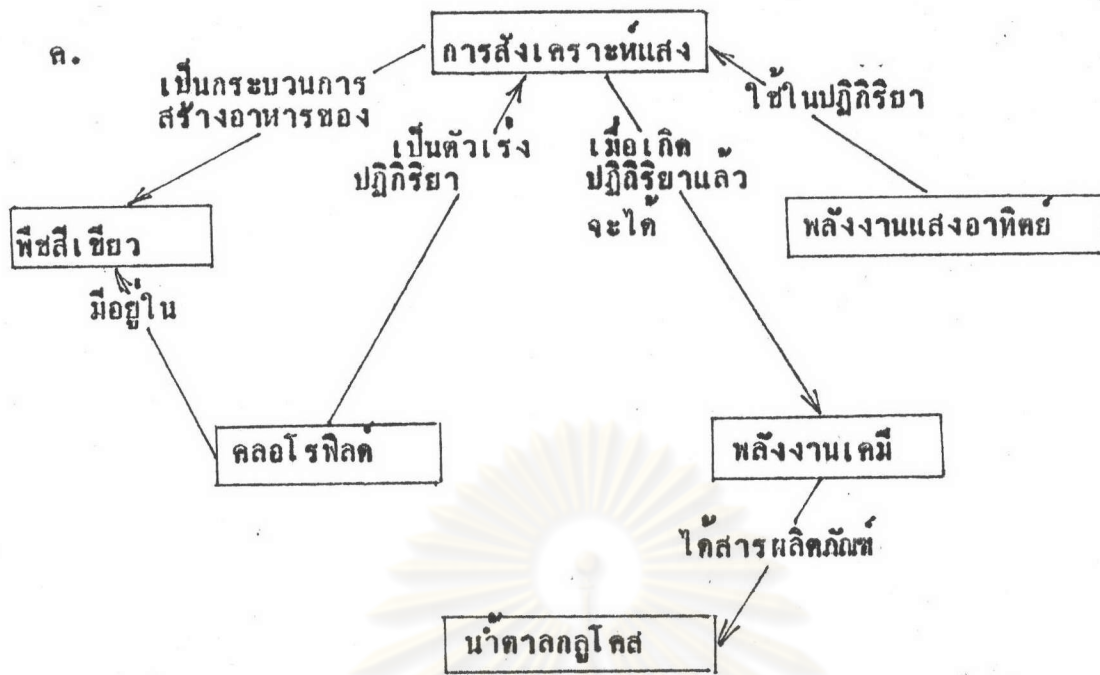 ค.
การสังเคราะห์แสง
เป็นกระบวนการ
สร้างอาหารของ
ใช้ในปฏิกิริยา
เป็นตัวเร่ง
ปฏิกิริยา
เมื่อเกิด
ปฏิกิริยาแล้ว
จะได้
พืชสีเขียว
พลังงานแสงอาทิตย์
มีอยู่ใน
คลอโรฟิลด์
พลังงานเคมี
ได้สารผลิตภัณฑ์
น้ำตาลกลูโคส